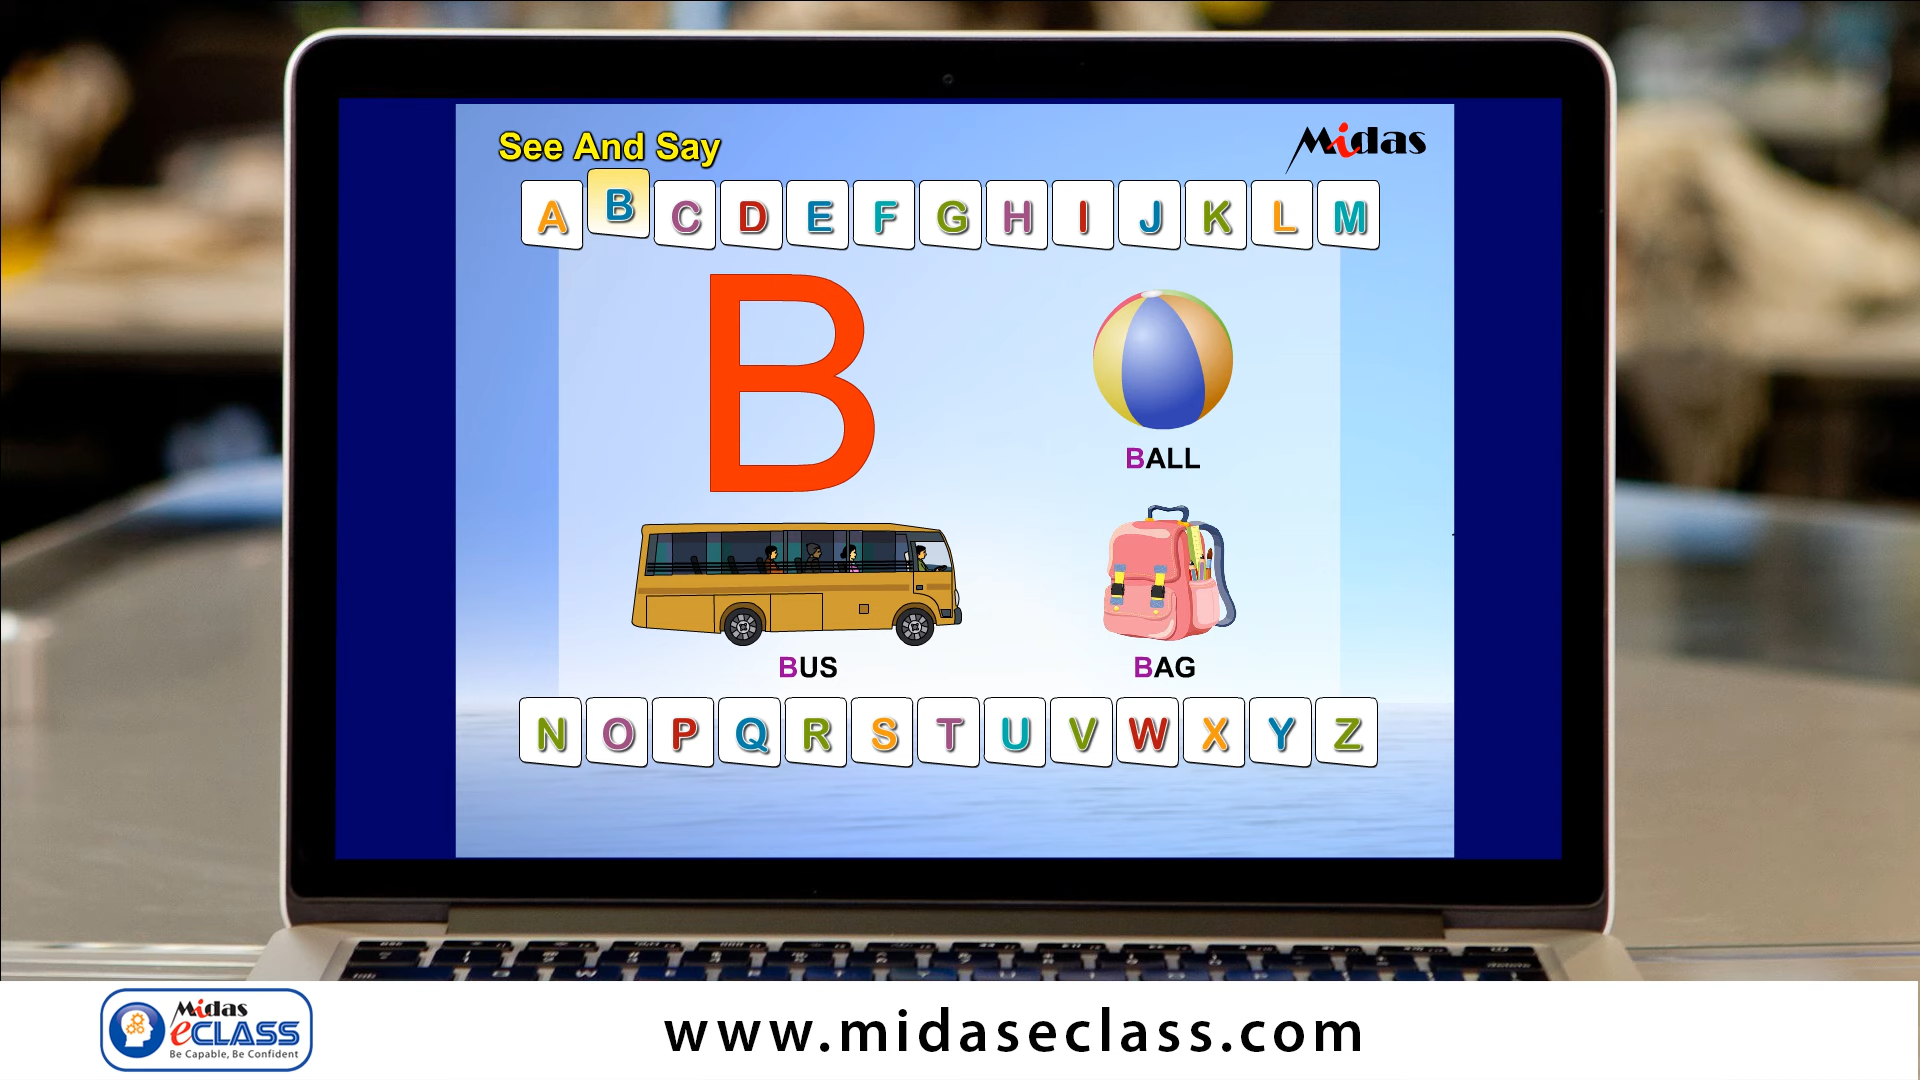 See And Say
Midas
A B C D E F G H I J K L M
B
BALL
BUS
BAG
N O P Q R S T U V W X Y Z
Midas
eCLASS
Be Capable, Be Confident
www.midaseclass.com